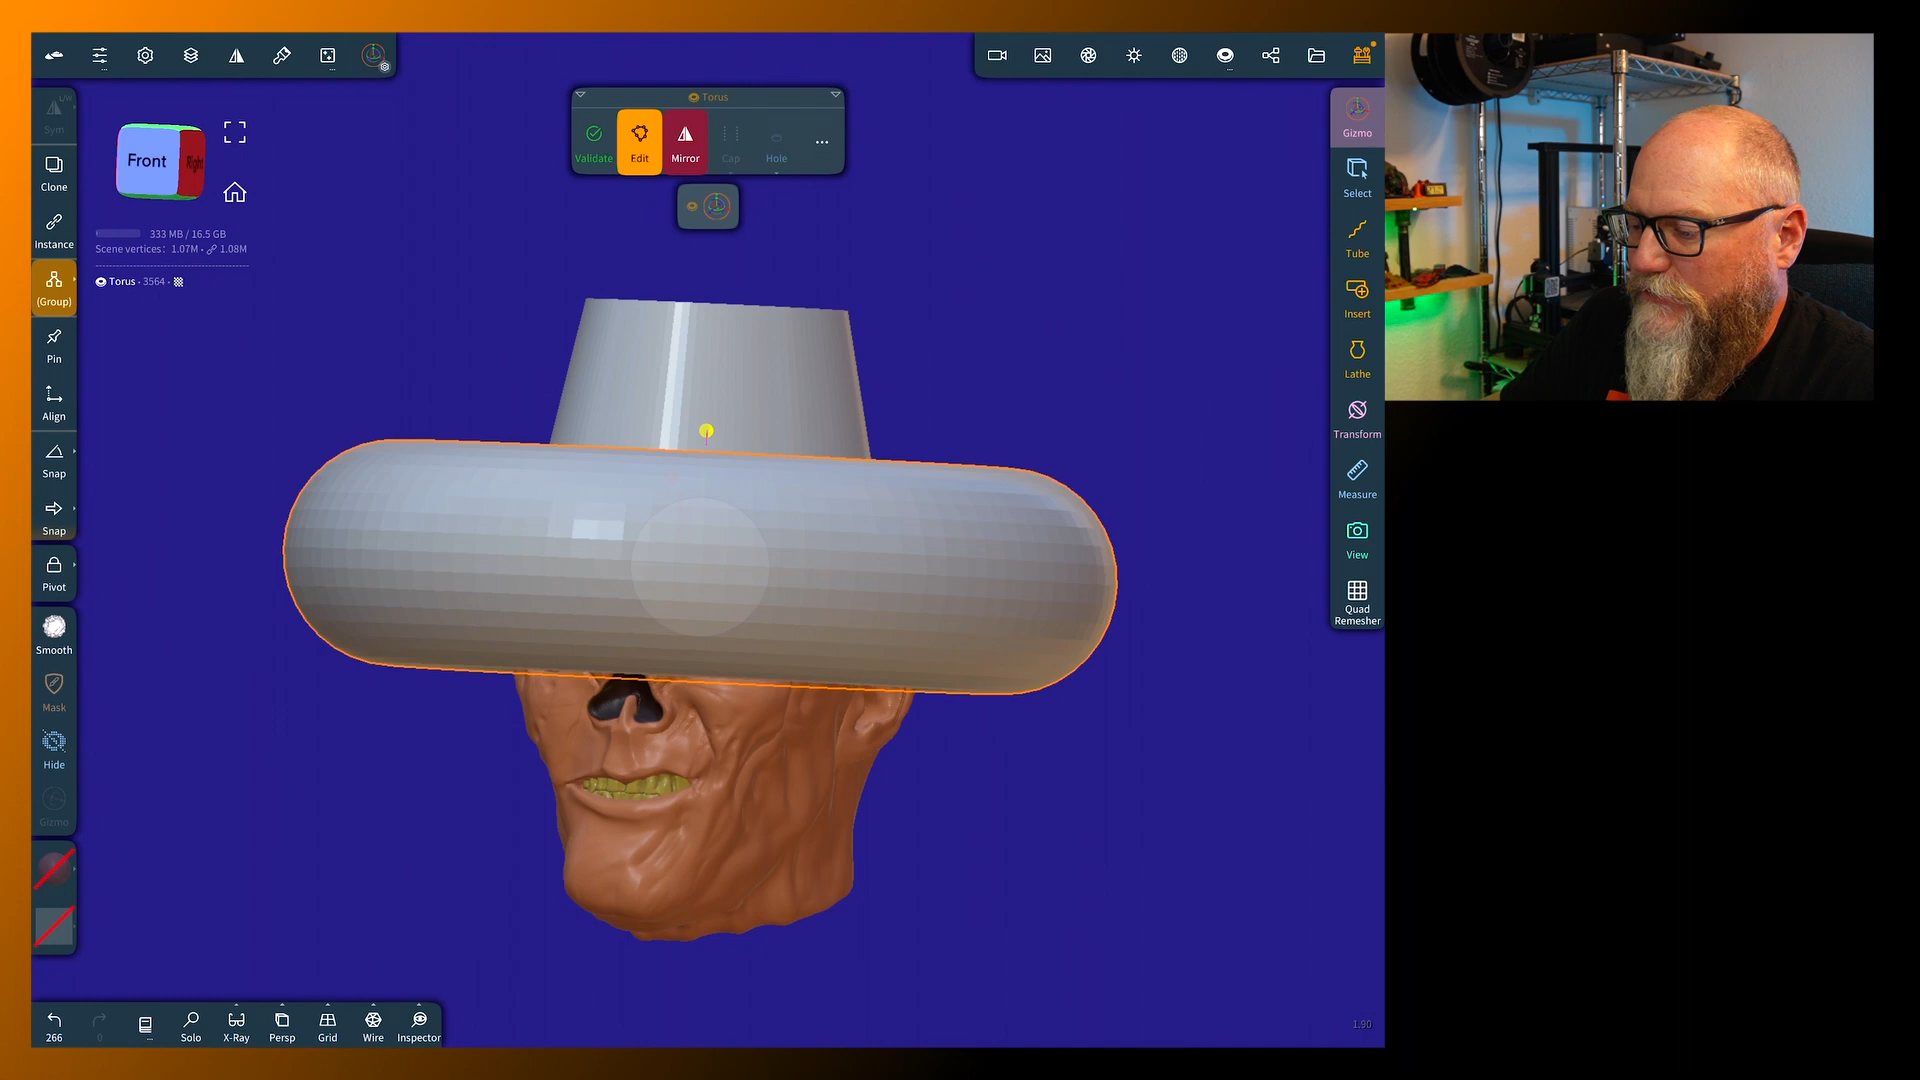 Sym
Clone
Instance
(Group)
Pin
Align
Snap
Snap
Pivot
Smooth
Mask
Hide
Gizmo
Front
Right
333 MB / 16.5 GB
Scene vertices: 1.07M • 1.08M
Torus • 3564 •
Torus
Validate
Edit
Mirror
Cap
Hole
...
Gizmo
Select
Tube
Insert
Lathe
Transform
Measure
View
Quad
Remesher
266
0
Solo
X-Ray
Persp
Grid
Wire
Inspector
1.90